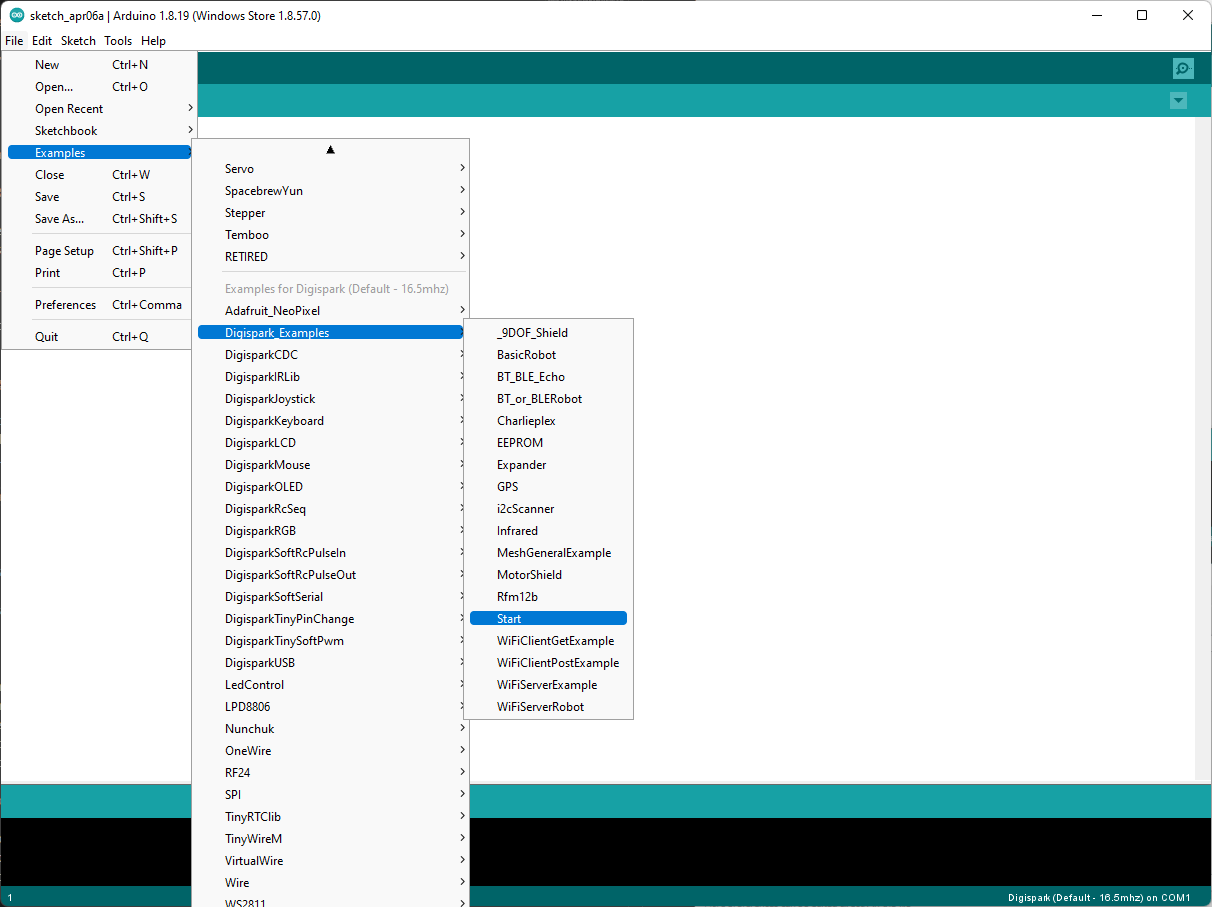 sketch_apr06a | Arduino 1.8.19 (Windows Store 1.8.57.0)
File Edit Sketch Tools Help
New Ctrl+N
Open... Ctrl+O
Open Recent
Sketchbook
Examples
Close Ctrl+W
Save Ctrl+S
Save As... Ctrl+Shift+S
Page Setup Ctrl+Shift+P
Print Ctrl+P
Preferences Ctrl+Comma
Quit Ctrl+Q
Servo
SpacebrewYun
Stepper
Temboo
RETIRED
Examples for Digispark (Default - 16.5mhz)
Adafruit_NeoPixel
Digispark_Examples
DigisparkCDC
DigisparkIRLib
DigisparkJoystick
DigisparkKeyboard
DigisparkLCD
DigisparkMouse
DigisparkOLED
DigisparkRcSeq
DigisparkRGB
DigisparkSoftRcPulseIn
DigisparkSoftRcPulseOut
DigisparkSoftSerial
DigisparkTinyPinChange
DigisparkTinySoftPwm
DigisparkUSB
LedControl
LPD8806
Nunchuk
OneWire
RF24
SPI
TinyRTClib
TinyWireM
VirtualWire
Wire
WS2811
_9DOF_Shield
BasicRobot
BT_BLE_Echo
BT_or_BLERobot
Charlieplex
EEPROM
Expander
GPS
i2cScanner
Infrared
MeshGeneralExample
MotorShield
Rfm12b
Start
WiFiClientGetExample
WiFiClientPostExample
WiFiServerExample
WiFiServerRobot
1
Digispark (Default - 16.5mhz) on COM1